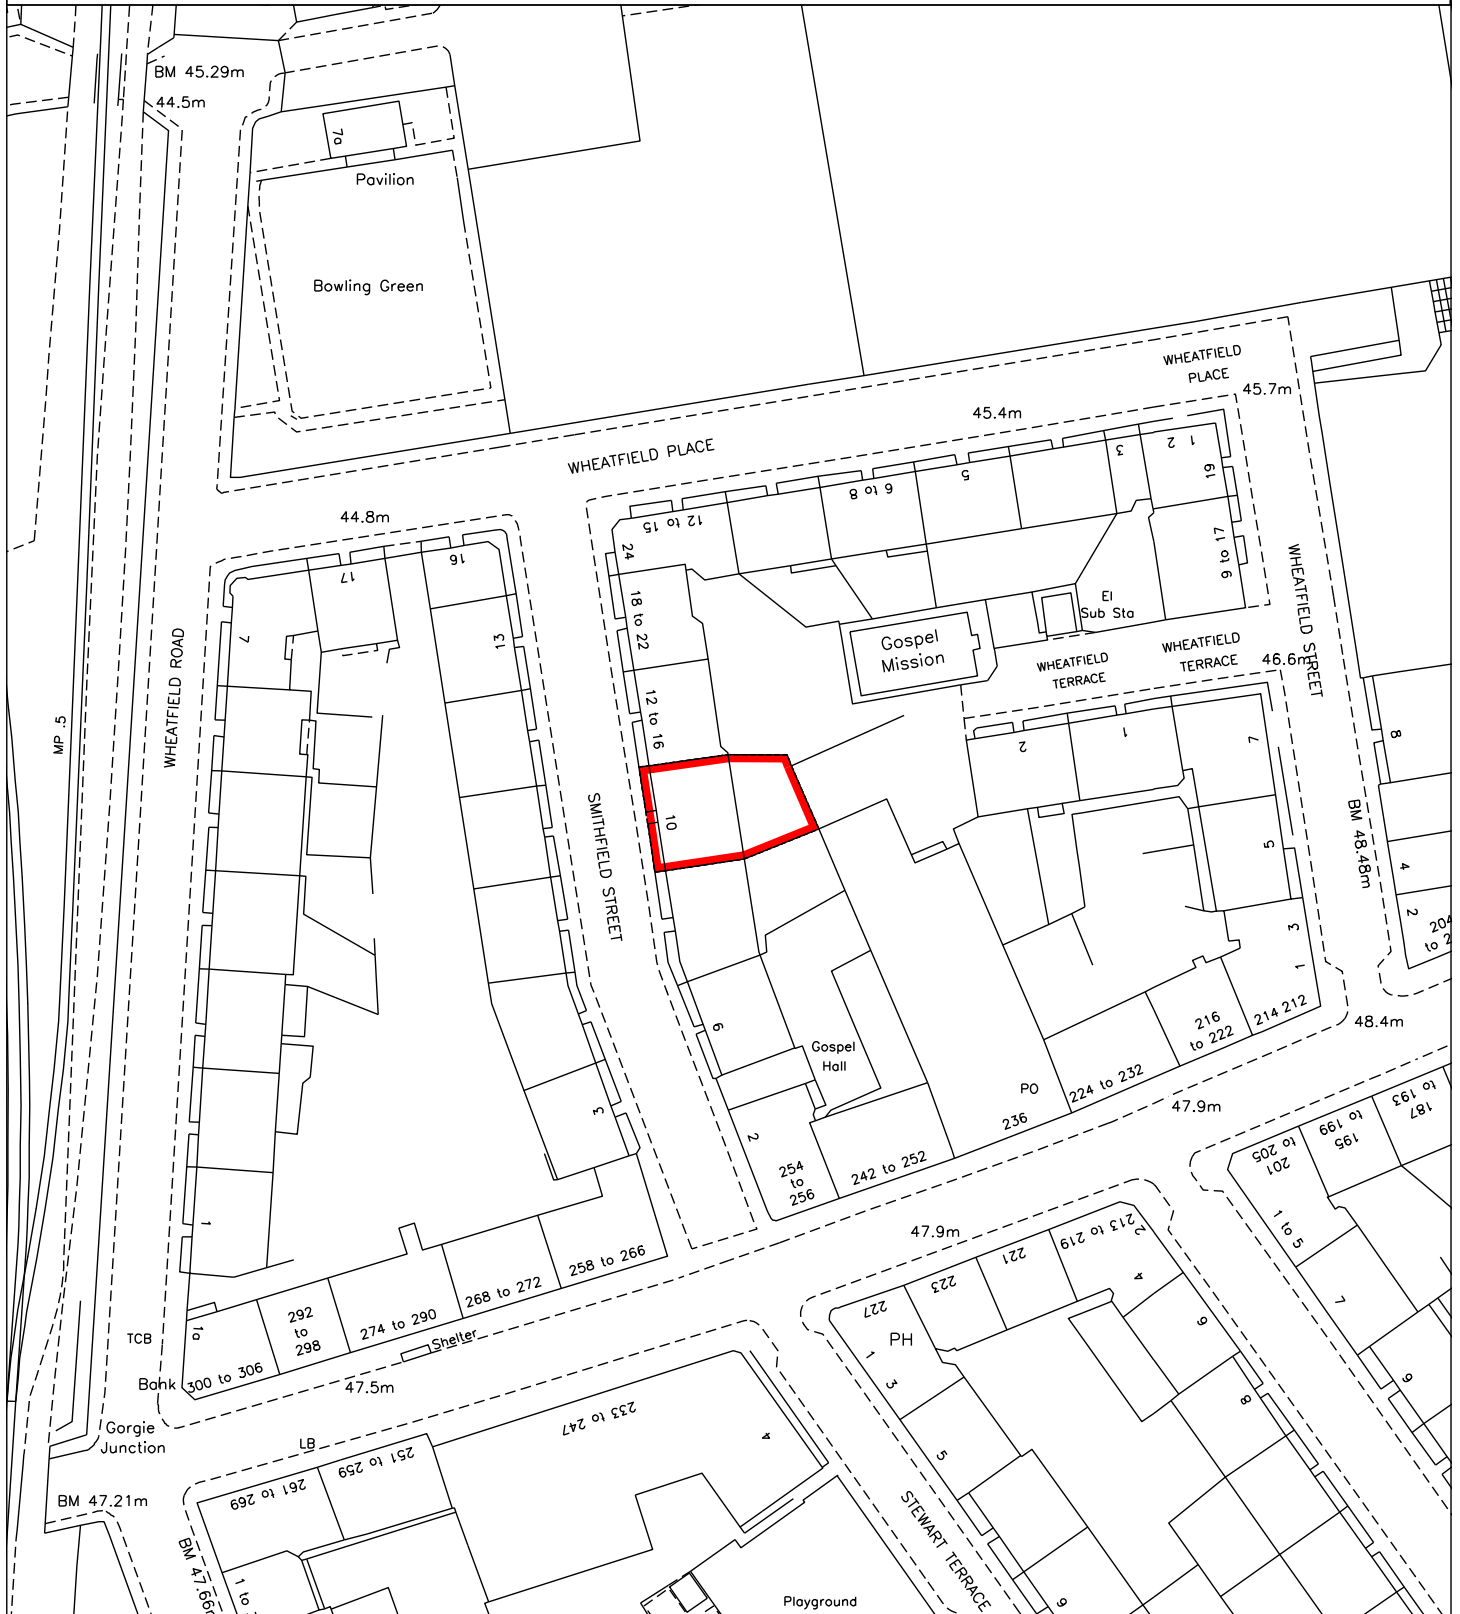 BM 45.29m
44.5m
7a
Pavilion
Bowling Green
WHEATFIELD
PLACE
45.7m
45.4m
WHEATFIELD PLACE
44.8m
12 to 15
6 to 8
5
3
2
1
19
9 to 17
24
18 to 22
12 to 16
17
16
13
7
El
Sub Sta
Gospel
Mission
WHEATFIELD
TERRACE
WHEATFIELD
TERRACE
46.6m
WHEATFIELD STREET
WHEATFIELD ROAD
MP .5
SMITHFIELD STREET
10
2
1
7
5
3
1
8
4
2
204
BM 48.48m
48.4m
216
to 222
214 212
224 to 232
PO
236
47.9m
Gospel
Hall
6
2
3
254
to
256
242 to 252
1
258 to 266
268 to 272
274 to 290
292
to
298
1a
300 to 306
Shelter
TCB
Bank
47.5m
Gorgie
Junction
LB
BM 47.21m
BM 47.66m
261 to 269
251 to 259
233 to 247
4
47.9m
227
223
221
213 to 219
2
4
PH
1
3
5
9
6
8
STEWART TERRACE
Playground
201
to 205
195
to 199
187
to 193
1 to 5
7
9